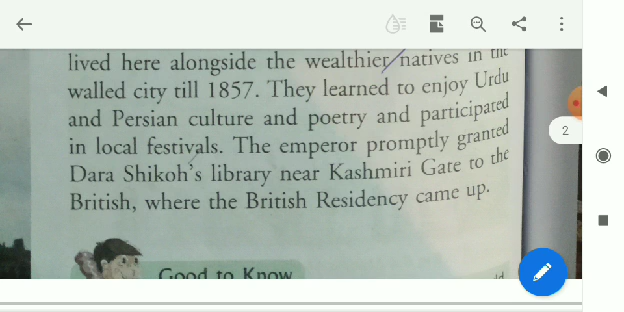 lived here alongside the wealthier natives in the
walled city till 1857. They learned to enjoy Urdu
and Persian culture and poetry and participated
in local festivals. The emperor promptly granted
Dara Shikoh's library near Kashmiri Gate to the
British, where the British Residency came up.
Good to Know
2